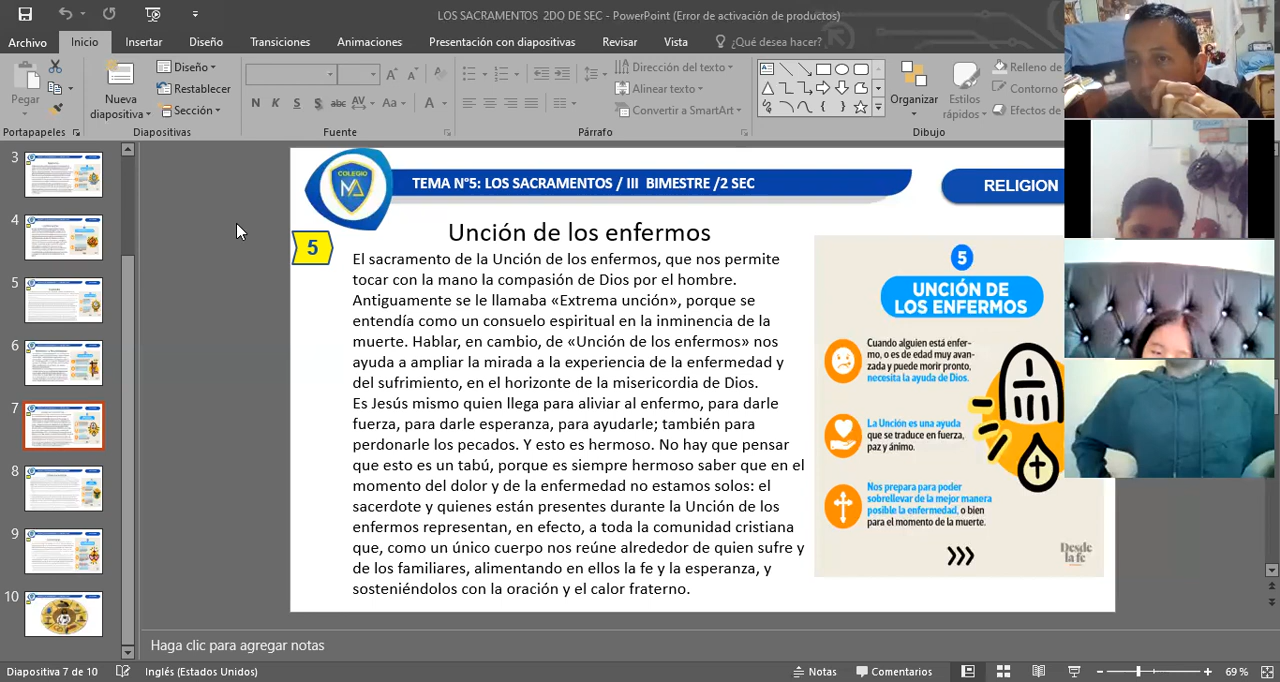 LOS SACRAMENTOS 2DO DE SEC - PowerPoint (Error de activación de productos)
Archivo Inicio Insertar Diseño Transiciones Animaciones Presentación con diapositivas Revisar Vista ¿Qué desea hacer?
Pegar
Nueva diapositiva
Diseño
Restablecer
Sección
N K S S abc AV Aa A
Dirección del texto
Alinear texto
Convertir a SmartArt
Organizar
Estilos rápidos
Relleno de
Contorno
Efectos de
Portapapeles Diapositivas Fuente Párrafo Dibujo
3
4
5
6
7
8
9
10
COLEGIO
TEMA N°5: LOS SACRAMENTOS / III BIMESTRE /2 SEC
RELIGION
5
Unción de los enfermos
El sacramento de la Unción de los enfermos, que nos permite
tocar con la mano la compasión de Dios por el hombre.
Antiguamente se le llamaba «Extrema unción», porque se
entendía como un consuelo espiritual en la inminencia de la
muerte. Hablar, en cambio, de «Unción de los enfermos» nos
ayuda a ampliar la mirada a la experiencia de la enfermedad y
del sufrimiento, en el horizonte de la misericordia de Dios.
Es Jesús mismo quien llega para aliviar al enfermo, para darle
fuerza, para darle esperanza, para ayudarle; también para
perdonarle los pecados. Y esto es hermoso. No hay que pensar
que esto es un tabú, porque es siempre hermoso saber que en el
momento del dolor y de la enfermedad no estamos solos: el
sacerdote y quienes están presentes durante la Unción de los
enfermos representan, en efecto, a toda la comunidad cristiana
que, como un único cuerpo nos reúne alrededor de quien sufre y
de los familiares, alimentando en ellos la fe y la esperanza, y
sosteniéndolos con la oración y el calor fraterno.
5
UNCIÓN DE
LOS ENFERMOS
Cuando alguien está enfer-
mo, o es de edad muy avan-
zada y puede morir pronto,
necesita la ayuda de Dios.
La Unción es una ayuda
que se traduce en fuerza,
paz y ánimo.
Nos prepara para poder
sobrellevar de la mejor manera
posible la enfermedad, o bien
para el momento de la muerte.
Desde
la fe
Haga clic para agregar notas
Diapositiva 7 de 10 Inglés (Estados Unidos) Notas Comentarios 69 %